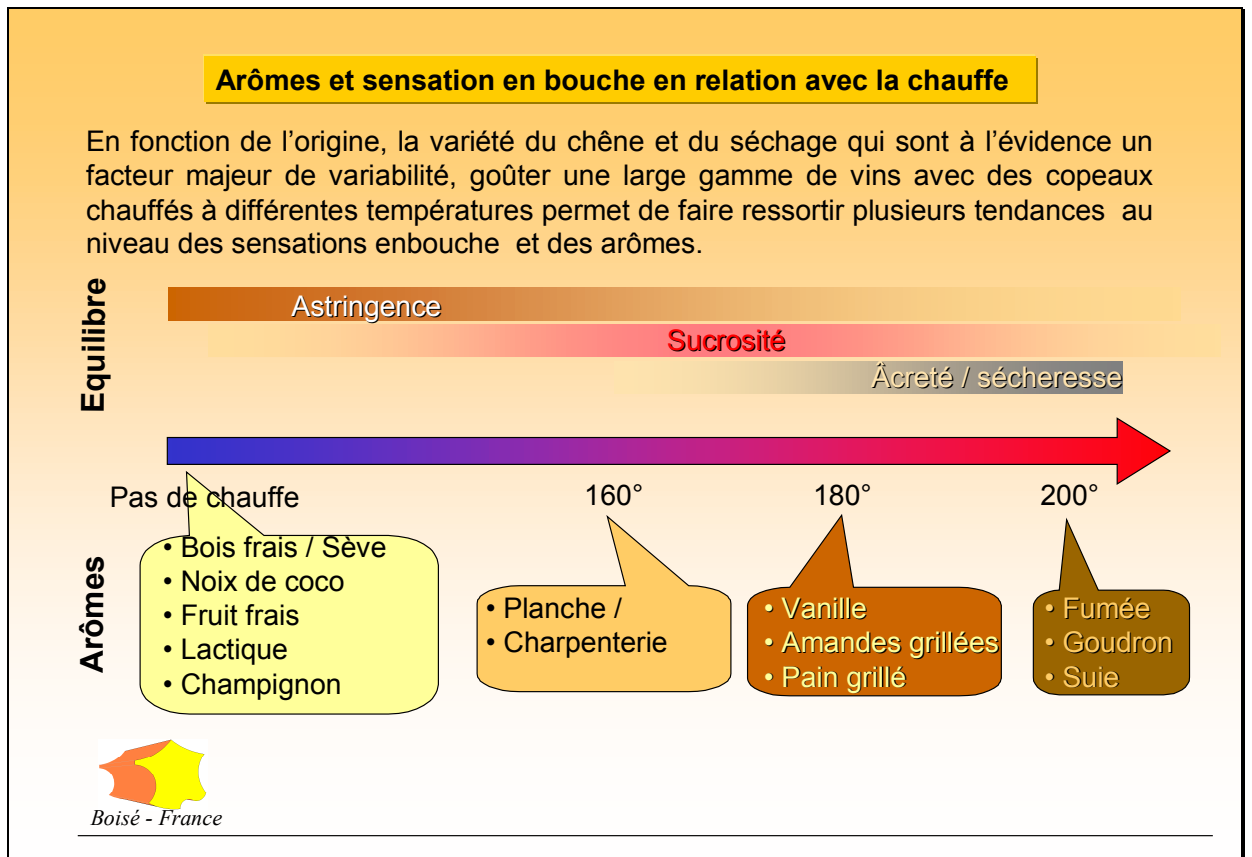 Arômes et sensation en bouche en relation avec la chauffe
En fonction de l’origine, la variété du chêne et du séchage qui sont à l’évidence un
facteur majeur de variabilité, goûter une large gamme de vins avec des copeaux
chauffés à différentes températures permet de faire ressortir plusieurs tendances au
niveau des sensations enbouche et des arômes.
Equilibre
Astringence
Sucrosité
Âcreté / sécheresse
Pas de chauffe
160°
180°
200°
Arômes
• Bois frais / Sève
• Noix de coco
• Fruit frais
• Lactique
• Champignon
• Planche /
• Charpenterie
• Vanille
• Amandes grillées
• Pain grillé
• Fumée
• Goudron
• Suie
Boisé - France